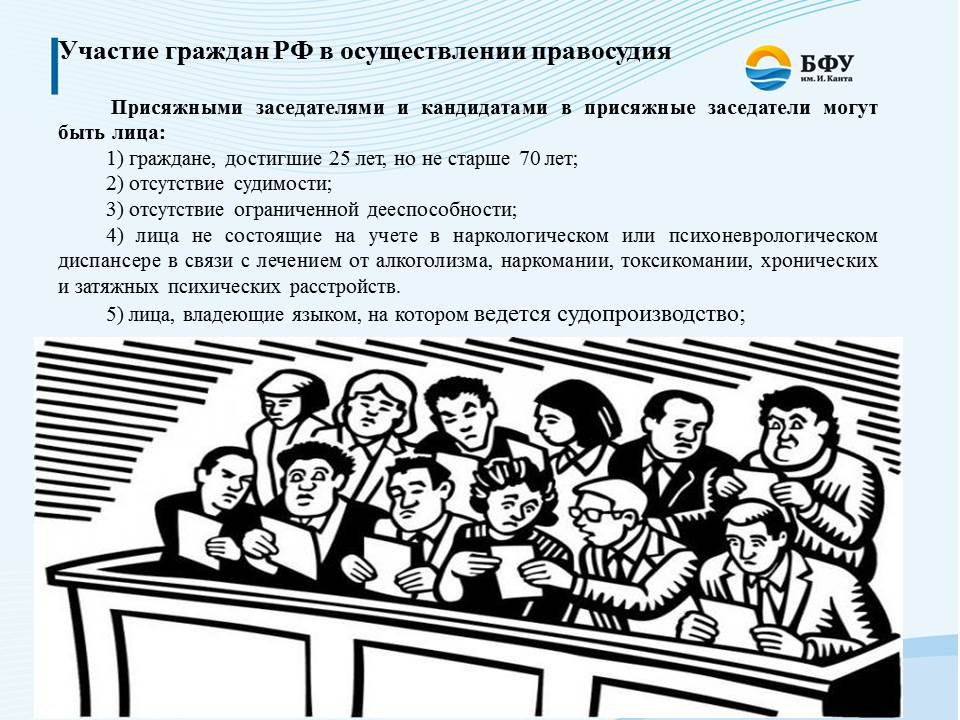 Участие граждан РФ в осуществлении правосудия
БФУ
им. И. Канта
Присяжными заседателями и кандидатами в присяжные заседатели могут
быть лица:
1) граждане, достигшие 25 лет, но не старше 70 лет;
2) отсутствие судимости;
3) отсутствие ограниченной дееспособности;
4) лица не состоящие на учете в наркологическом или психоневрологическом
диспансере в связи с лечением от алкоголизма, наркомании, токсикомании, хронических
и затяжных психических расстройств.
5) лица, владеющие языком, на котором ведется судопроизводство;